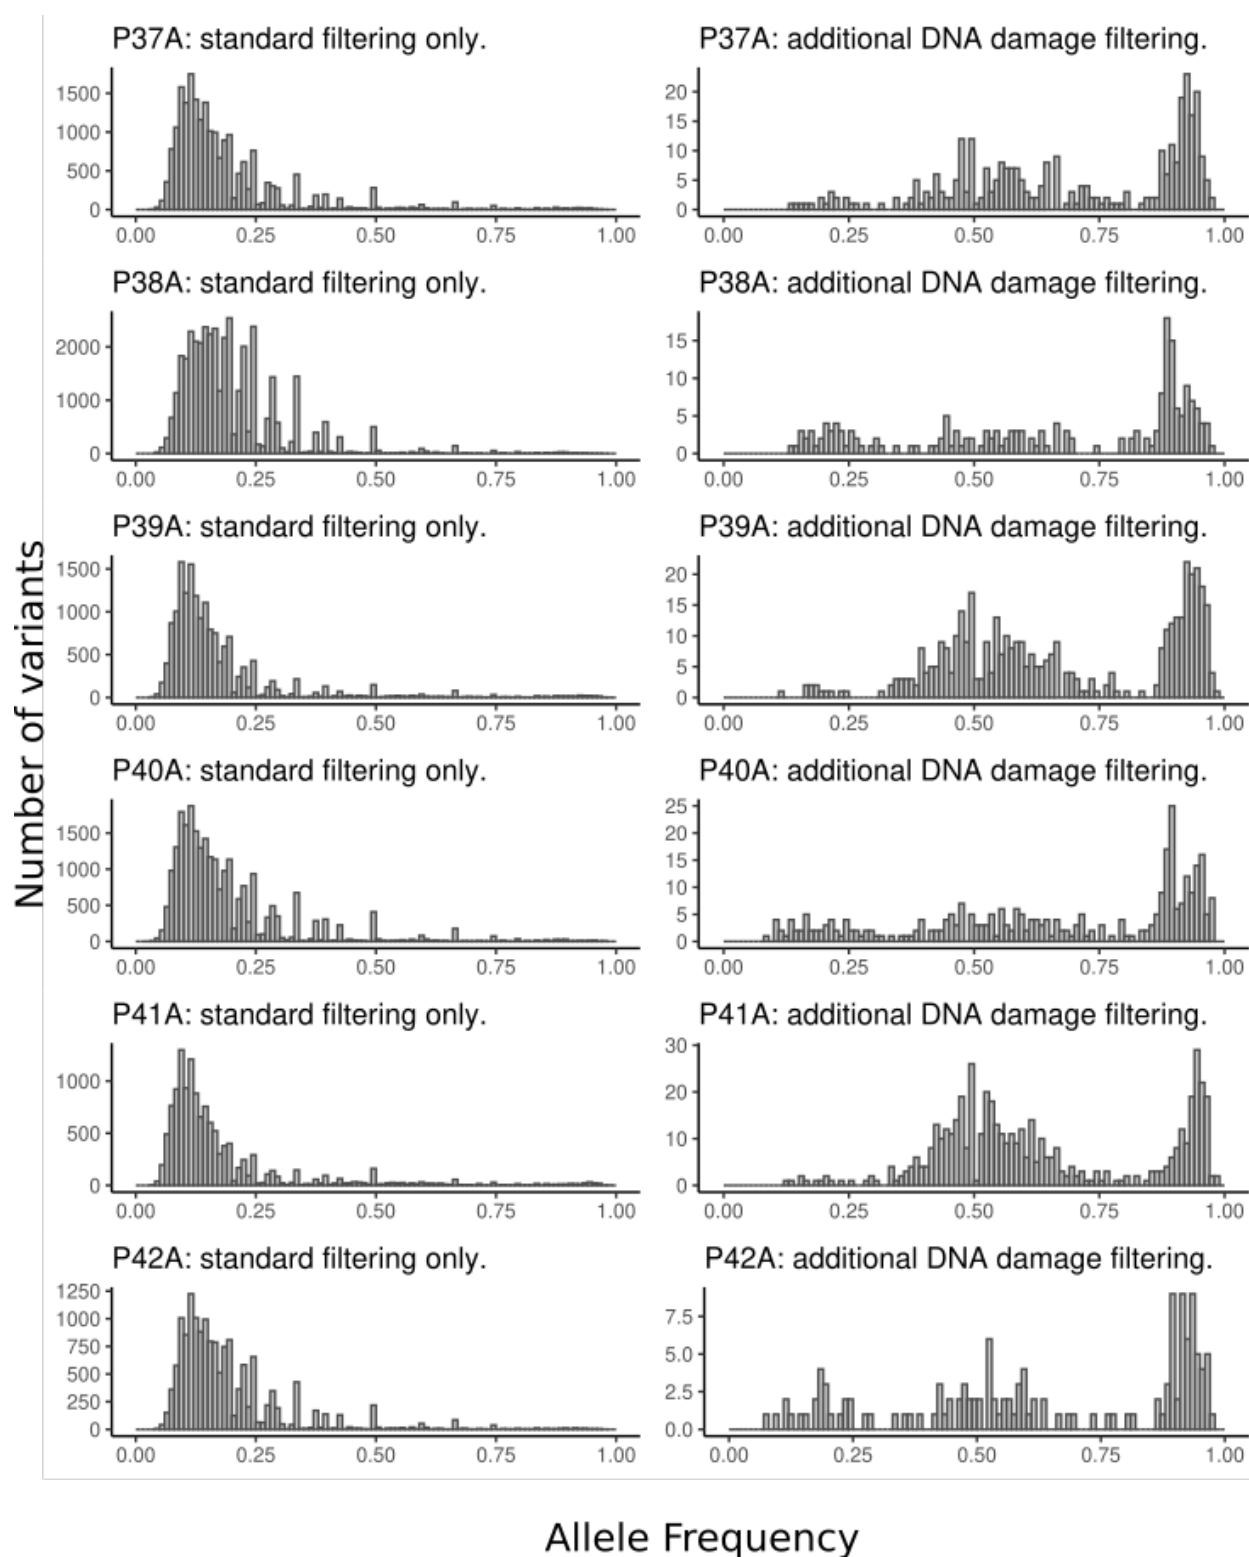 P37A: standard filtering only.
P37A: additional DNA damage filtering.
1500
1000
500
0
0.00 0.25 0.50 0.75 1.00
20
15
10
5
0
0.00 0.25 0.50 0.75 1.00
P38A: standard filtering only.
P38A: additional DNA damage filtering.
2000
1000
0
0.00 0.25 0.50 0.75 1.00
15
10
5
0
0.00 0.25 0.50 0.75 1.00
P39A: standard filtering only.
P39A: additional DNA damage filtering.
1500
1000
500
0
0.00 0.25 0.50 0.75 1.00
20
15
10
5
0
0.00 0.25 0.50 0.75 1.00
Number of variants
P40A: standard filtering only.
P40A: additional DNA damage filtering.
1500
1000
500
0
0.00 0.25 0.50 0.75 1.00
25
20
15
10
5
0
0.00 0.25 0.50 0.75 1.00
P41A: standard filtering only.
P41A: additional DNA damage filtering.
1000
500
0
0.00 0.25 0.50 0.75 1.00
30
20
10
0
0.00 0.25 0.50 0.75 1.00
P42A: standard filtering only.
P42A: additional DNA damage filtering.
1250
1000
750
500
250
0
0.00 0.25 0.50 0.75 1.00
7.5
5.0
2.5
0.0
0.00 0.25 0.50 0.75 1.00
Allele Frequency